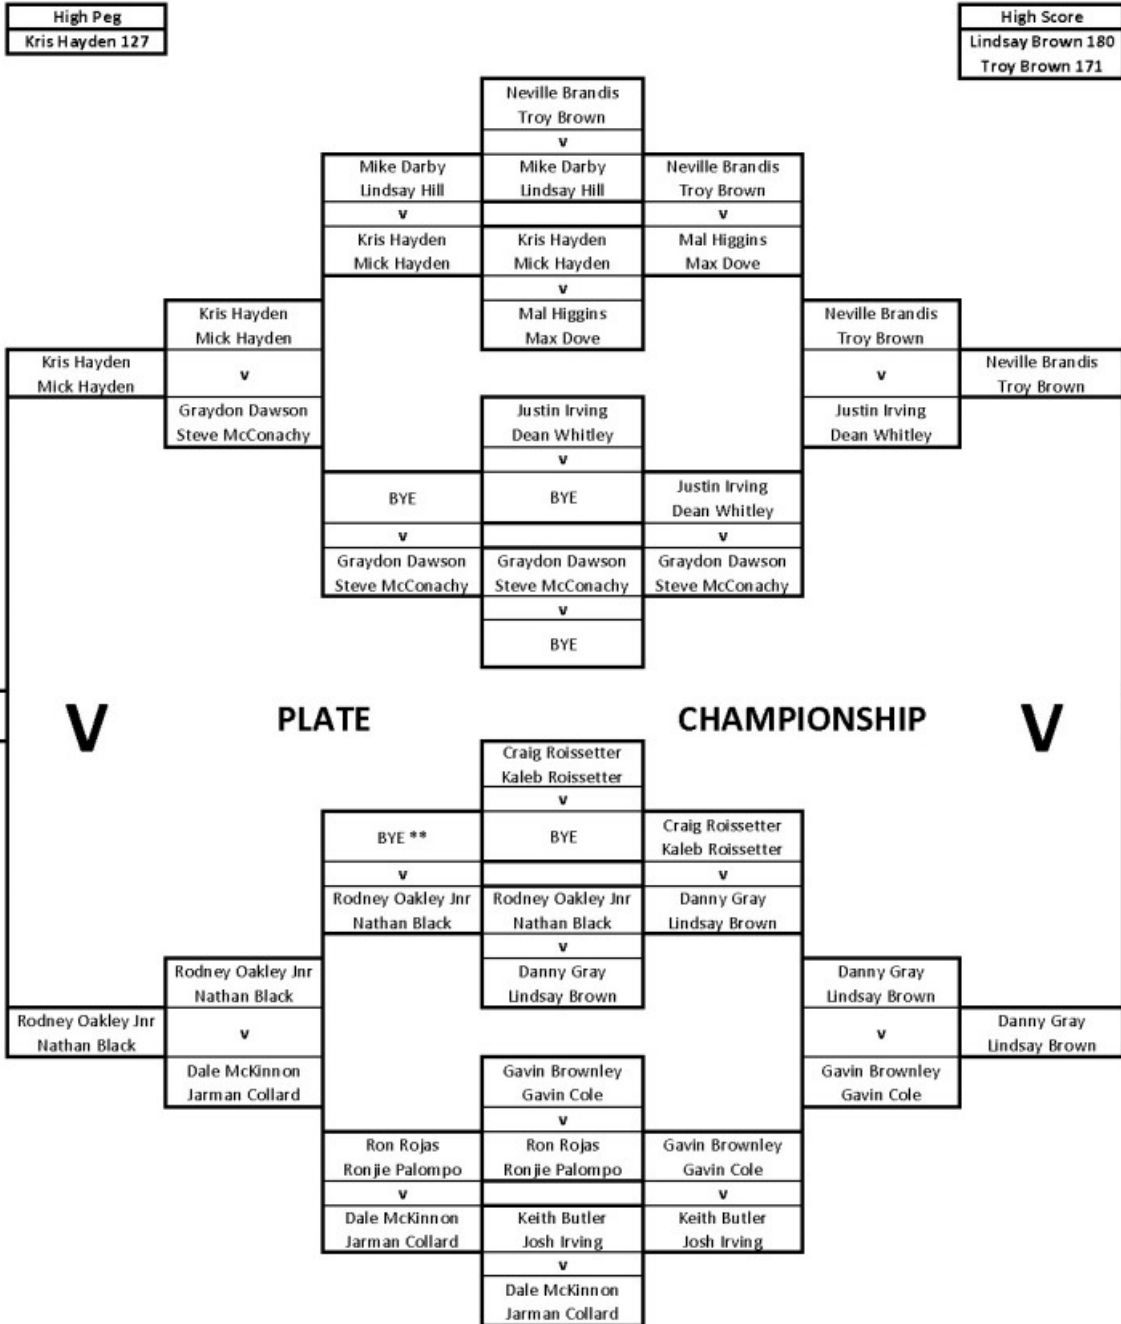 High Peg
Kris Hayden 127
High Score
Lindsay Brown 180
Troy Brown 171
Neville Brandis
Troy Brown
v
Mike Darby
Lindsay Hill
Mike Darby
Lindsay Hill
Neville Brandis
Troy Brown
v
v
Kris Hayden
Mick Hayden
Kris Hayden
Mick Hayden
Mal Higgins
Max Dove
v
Mal Higgins
Max Dove
Kris Hayden
Mick Hayden
Neville Brandis
Troy Brown
Kris Hayden
Mick Hayden
v
v
Neville Brandis
Troy Brown
Graydon Dawson
Steve McConachy
Justin Irving
Dean Whitley
Justin Irving
Dean Whitley
v
BYE
BYE
Justin Irving
Dean Whitley
v
v
Graydon Dawson
Steve McConachy
Graydon Dawson
Steve McConachy
Graydon Dawson
Steve McConachy
v
BYE
V
PLATE
CHAMPIONSHIP
V
Craig Roissetter
Kaleb Roissetter
v
BYE **
BYE
Craig Roissetter
Kaleb Roissetter
v
v
Rodney Oakley Jnr
Nathan Black
Rodney Oakley Jnr
Nathan Black
Danny Gray
Lindsay Brown
v
Danny Gray
Lindsay Brown
Rodney Oakley Jnr
Nathan Black
Danny Gray
Lindsay Brown
Rodney Oakley Jnr
Nathan Black
v
v
Danny Gray
Lindsay Brown
Dale McKinnon
Jarman Collard
Gavin Brownley
Gavin Cole
Gavin Brownley
Gavin Cole
v
Ron Rojas
Ronjie Palompo
Ron Rojas
Ronjie Palompo
Gavin Brownley
Gavin Cole
v
v
Dale McKinnon
Jarman Collard
Keith Butler
Josh Irving
Keith Butler
Josh Irving
v
Dale McKinnon
Jarman Collard